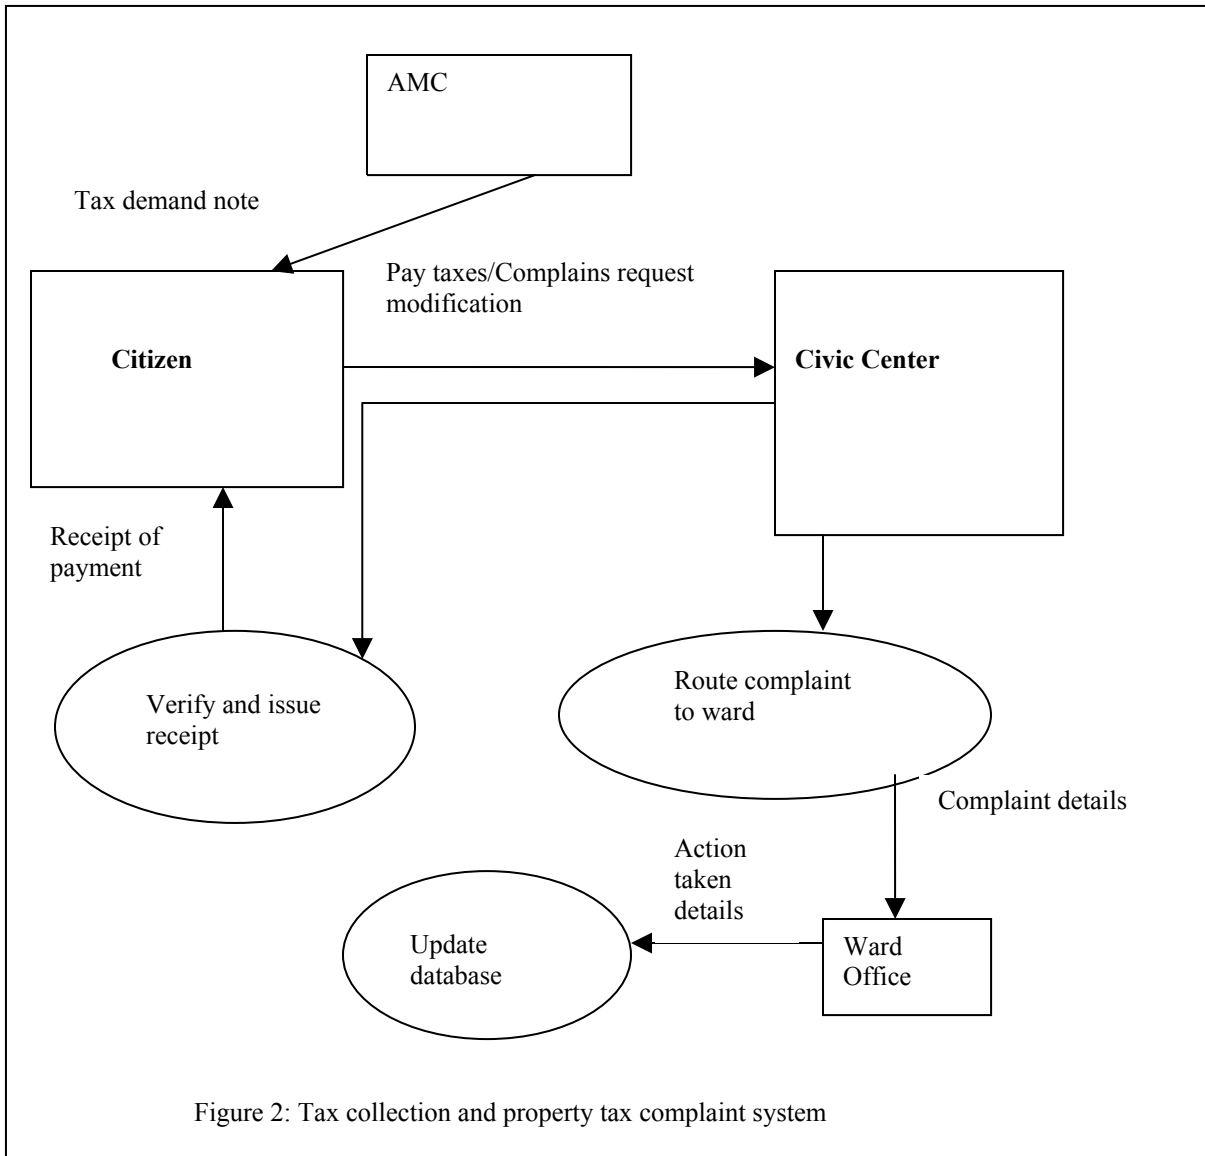 AMC
Tax demand note
Pay taxes/Complains request
modification
Citizen
Civic Center
Receipt of
payment
Verify and issue
receipt
Route complaint
to ward
Complaint details
Action
taken
details
Update
database
Ward
Office
Figure 2: Tax collection and property tax complaint system